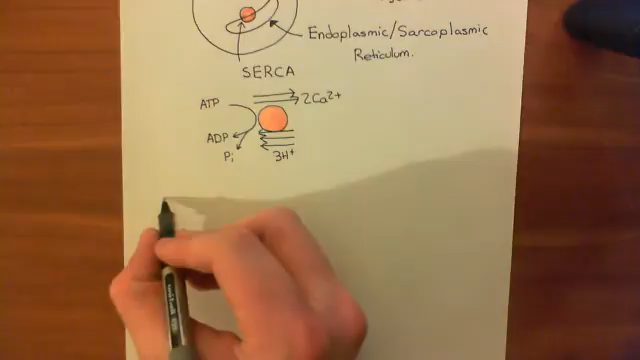 Endoplasmic/Sarcoplasmic
Reticulum.
SERCA
ATP
2Ca2+
ADP
Pi
3H+